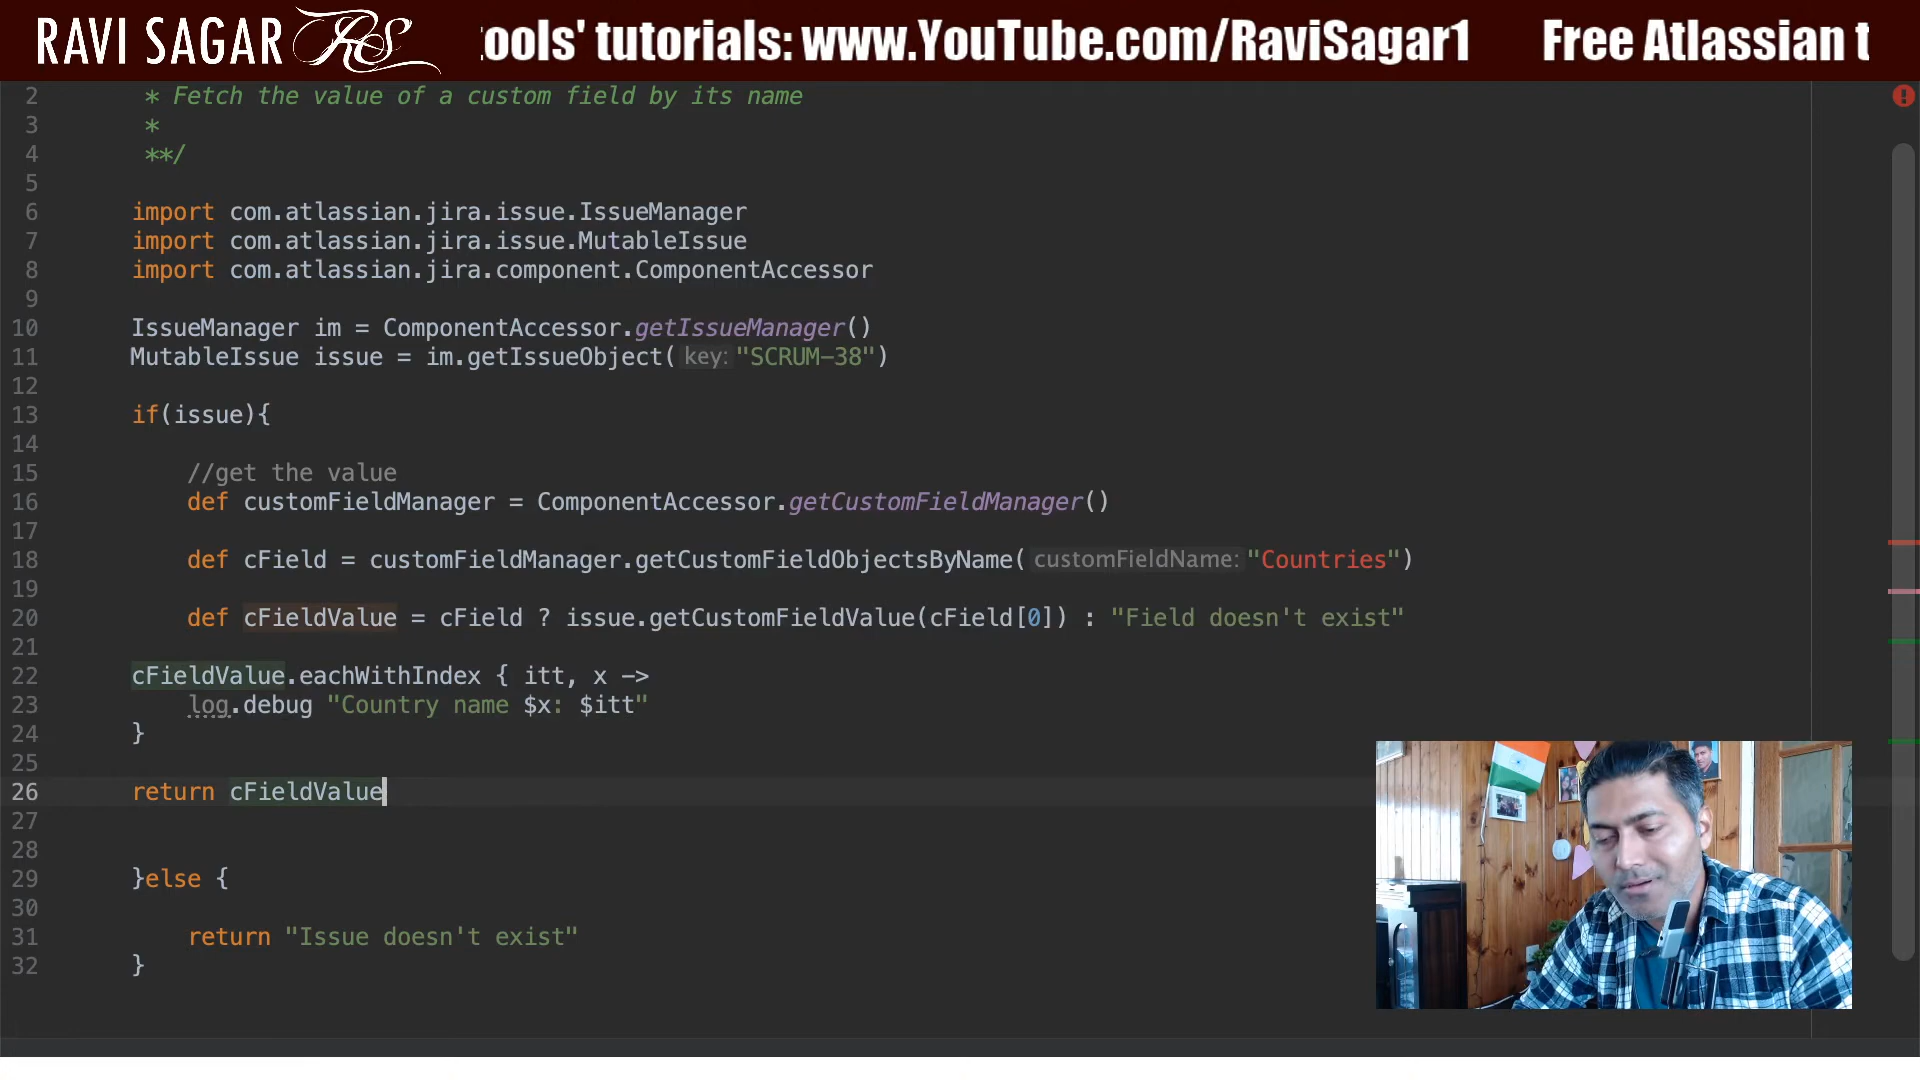 RAVI SAGAR RS ools' tutorials: www.YouTube.com/RaviSagar1 Free Atlassian t
2 * Fetch the value of a custom field by its name
3 *
4 **/
5
6 import com.atlassian.jira.issue.IssueManager
7 import com.atlassian.jira.issue.MutableIssue
8 import com.atlassian.jira.component.ComponentAccessor
9
10 IssueManager im = ComponentAccessor.getIssueManager()
11 MutableIssue issue = im.getIssueObject( key: "SCRUM-38")
12
13 if(issue){
14
15 //get the value
16 def customFieldManager = ComponentAccessor.getCustomFieldManager()
17
18 def cField = customFieldManager.getCustomFieldObjectsByName( customFieldName: "Countries")
19
20 def cFieldValue = cField ? issue.getCustomFieldValue(cField[0]) : "Field doesn't exist"
21
22 cFieldValue.eachWithIndex { itt, x ->
23 log.debug "Country name $x: $itt"
24 }
25
26 return cFieldValue
27
28
29 }else {
30
31 return "Issue doesn't exist"
32 }